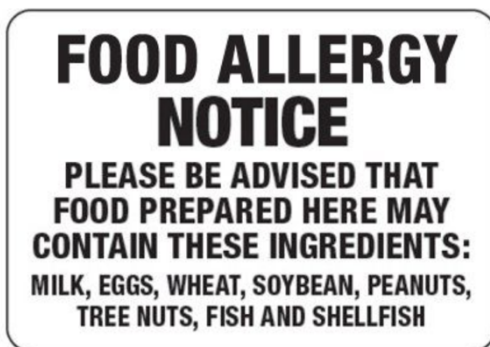 FOOD ALLERGY
NOTICE
PLEASE BE ADVISED THAT
FOOD PREPARED HERE MAY
CONTAIN THESE INGREDIENTS:
MILK, EGGS, WHEAT, SOYBEAN, PEANUTS,
TREE NUTS, FISH AND SHELLFISH